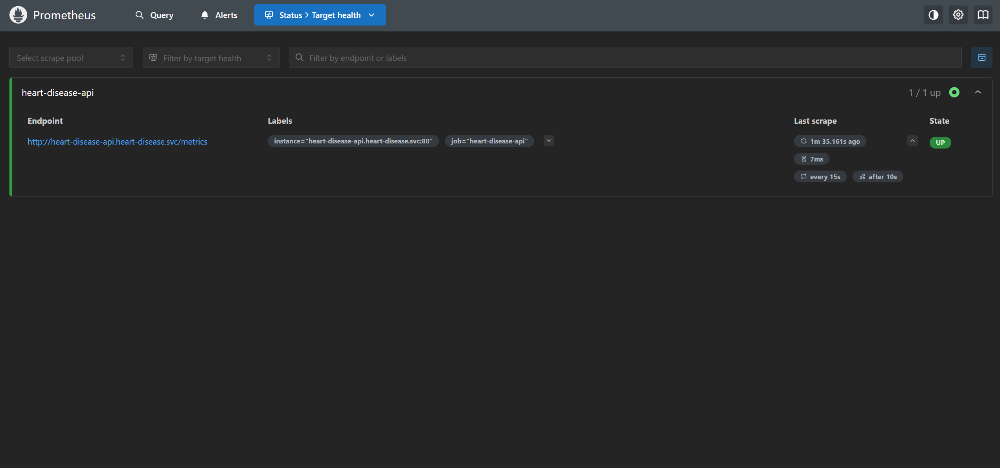 Prometheus
Query
Alerts
Status > Target health
Select scrape pool
Filter by target health
Filter by endpoint or labels
heart-disease-api
1 / 1 up
Endpoint
Labels
Last scrape
State
http://heart-disease-api.heart-disease.svc/metrics
instance="heart-disease-api.heart-disease.svc:80"
job="heart-disease-api"
1m 35.161s ago
UP
7ms
every 15s
after 10s